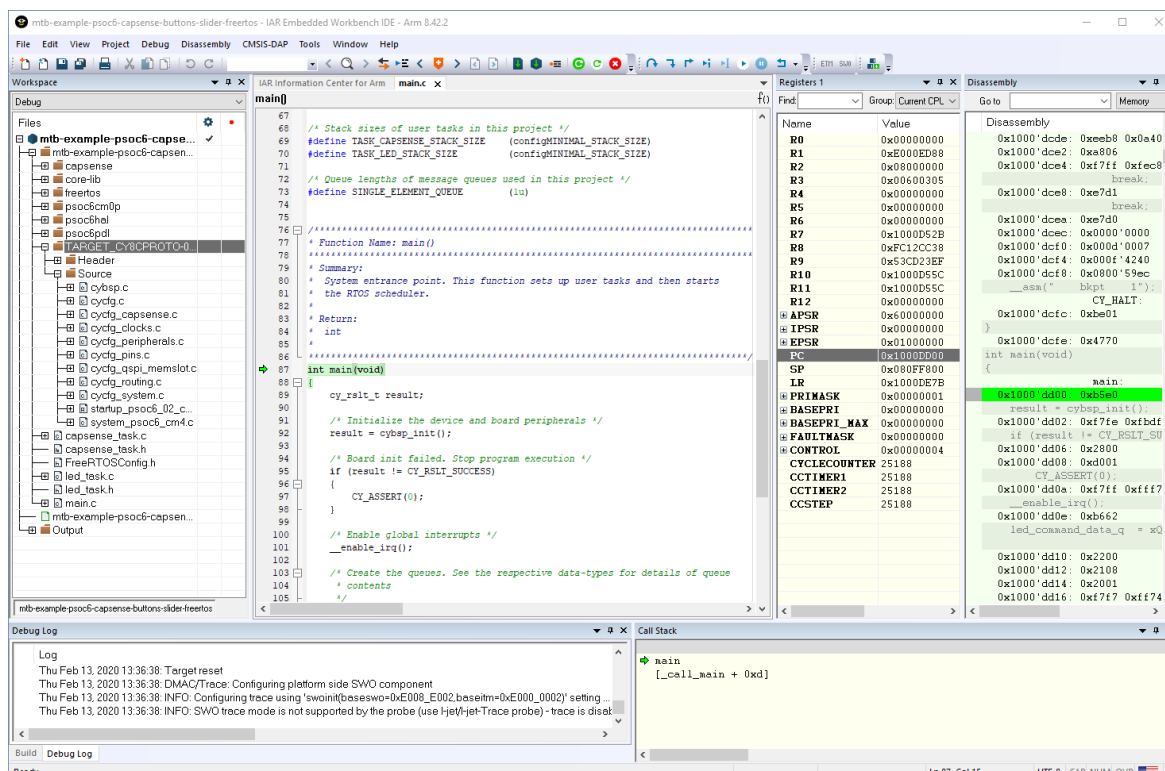 mtb-example-psoc6-capsense-buttons-slider-freertos - IAR Embedded Workbench IDE - Arm 8.42.2
File Edit View Project Debug Disassembly CMSIS-DAP Tools Window Help
ETM SWO
Workspace
Debug
Files
mtb-example-psoc6-capse...
mtb-example-psoc6-capsen...
capsense
core-lib
freertos
psoc6cm0p
psoc6hal
psoc6pdl
TARGET_CY8CPROTO-0...
Header
Source
cybsp.c
cycfg.c
cycfg_capsense.c
cycfg_clocks.c
cycfg_peripherals.c
cycfg_pins.c
cycfg_qspi_memslot.c
cycfg_routing.c
cycfg_system.c
startup_psoc6_02_c...
system_psoc6_cm4.c
capsense_task.c
capsense_task.h
FreeRTOSConfig.h
led_task.c
led_task.h
main.c
mtb-example-psoc6-capsen...
Output
mtb-example-psoc6-capsense-buttons-slider-freertos
IAR Information Center for Arm main.c x
main() f()
67
68 /* Stack sizes of user tasks in this project */
69 #define TASK_CAPSENSE_STACK_SIZE (configMINIMAL_STACK_SIZE)
70 #define TASK_LED_STACK_SIZE (configMINIMAL_STACK_SIZE)
71
72 /* Queue lengths of message queues used in this project */
73 #define SINGLE_ELEMENT_QUEUE (1u)
74
75
76 /*******************************************************************************
77 * Function Name: main()
78 ********************************************************************************
79 * Summary:
80 * System entrance point. This function sets up user tasks and then starts
81 * the RTOS scheduler.
82 *
83 * Return:
84 * int
85 *
86 *******************************************************************************/
87 int main(void)
88 {
89 cy_rslt_t result;
90
91 /* Initialize the device and board peripherals */
92 result = cybsp_init();
93
94 /* Board init failed. Stop program execution */
95 if (result != CY_RSLT_SUCCESS)
96 {
97 CY_ASSERT(0);
98 }
99
100 /* Enable global interrupts */
101 __enable_irq();
102
103 /* Create the queues. See the respective data-types for details of queue
104 * contents
105 */
Registers 1
Find: Group: Current CPU
Name Value
R0 0x00000000
R1 0xE000ED88
R2 0x08000000
R3 0x00600305
R4 0x00000000
R5 0x00000000
R6 0x00000000
R7 0x1000D52B
R8 0xFC12CC38
R9 0x53CD23EF
R10 0x1000D55C
R11 0x1000D55C
R12 0x00000000
APSR 0x60000000
IPSR 0x00000000
EPSR 0x01000000
PC 0x1000DD00
SP 0x080FF800
LR 0x1000DE7B
PRIMASK 0x00000001
BASEPRI 0x00000000
BASEPRI_MAX 0x00000000
FAULTMASK 0x00000000
CONTROL 0x00000004
CYCLECOUNTER 25188
CCTIMER1 25188
CCTIMER2 25188
CCSTEP 25188
Disassembly
Go to Memory
Disassembly
0x1000'dcde: 0xeeb8 0x0a40
0x1000'dce2: 0xa806
0x1000'dce4: 0xf7ff 0xfec8
break;
0x1000'dce8: 0xe7d1
break;
0x1000'dcea: 0xe7d0
0x1000'dcec: 0x0000'0000
0x1000'dcf0: 0x000d'0007
0x1000'dcf4: 0x000f'4240
0x1000'dcf8: 0x0800'59ec
__asm(" bkpt 1");
CY_HALT:
0x1000'dcfc: 0xbe01
}
0x1000'dcfe: 0x4770
int main(void)
{
main:
0x1000'dd00: 0xb5e0
result = cybsp_init();
0x1000'dd02: 0xf7fe 0xfbdf
if (result != CY_RSLT_SU
0x1000'dd06: 0x2800
0x1000'dd08: 0xd001
CY_ASSERT(0);
0x1000'dd0a: 0xf7ff 0xfff7
__enable_irq();
0x1000'dd0e: 0xb662
led_command_data_q = xQ
0x1000'dd10: 0x2200
0x1000'dd12: 0x2108
0x1000'dd14: 0x2001
0x1000'dd16: 0xf7f7 0xff74
Debug Log
Log
Thu Feb 13, 2020 13:36:38: Target reset
Thu Feb 13, 2020 13:36:38: DMAC/Trace: Configuring platform side SWO component
Thu Feb 13, 2020 13:36:38: INFO: Configuring trace using 'swoinit(baseswo=0xE008_E002,baseitm=0xE000_0002)' setting ...
Thu Feb 13, 2020 13:36:38: INFO: SWO trace mode is not supported by the probe (use I-jet/I-jet-Trace probe) - trace is disab
Build Debug Log
Call Stack
main
[_call_main + 0xd]